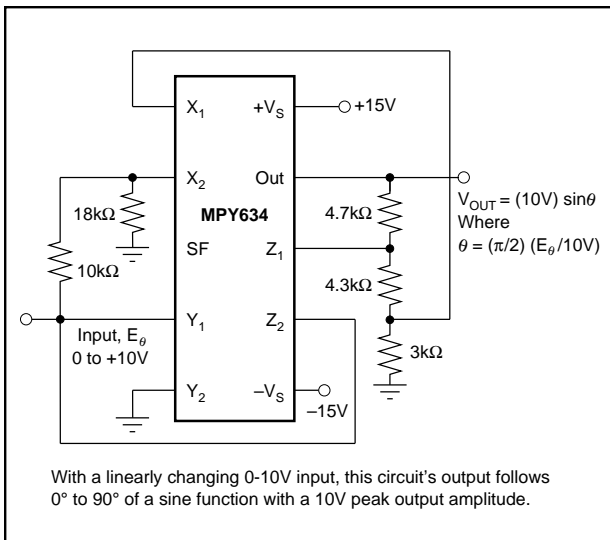 X1
+VS
+15V
X2
Out
18kΩ
MPY634
4.7kΩ
VOUT = (10V) sinθ
Where
θ = (π/2) (Eθ/10V)
SF
Z1
10kΩ
4.3kΩ
Input, Eθ
0 to +10V
Y1
Z2
3kΩ
Y2
–VS
–15V
With a linearly changing 0-10V input, this circuit's output follows
0° to 90° of a sine function with a 10V peak output amplitude.